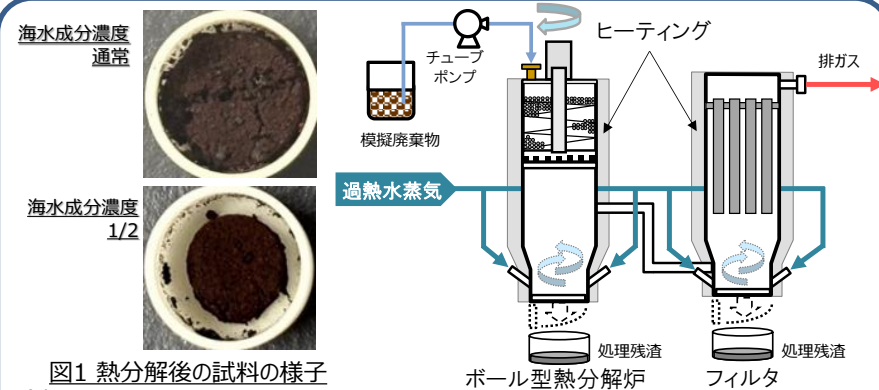 海水成分濃度
通常
海水成分濃度
1/2
図1 熱分解後の試料の様子
チューブ
ポンプ
模擬廃棄物
ヒーティング
排ガス
過熱水蒸気
処理残渣
処理残渣
ボール型熱分解炉
フィルタ